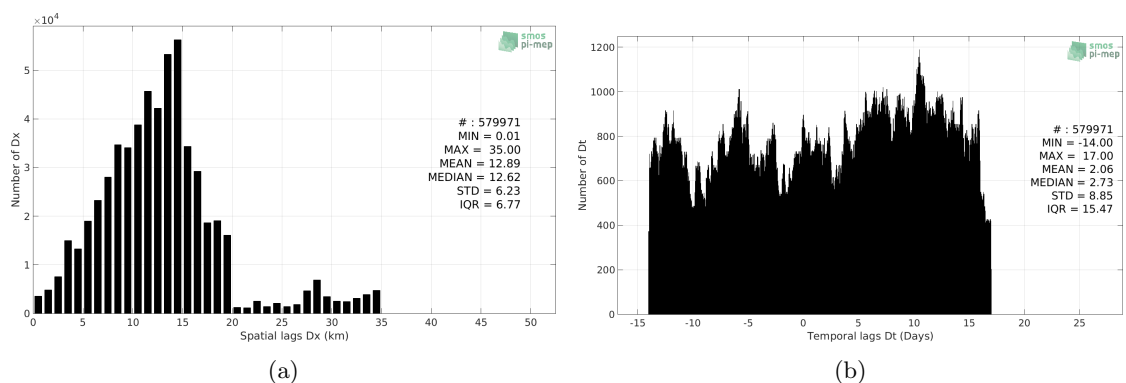 ×10⁴
smos
pi-mep
Number of Dx
5
4
3
2
1
0
# : 579971
MIN = 0.01
MAX = 35.00
MEAN = 12.89
MEDIAN = 12.62
STD = 6.23
IQR = 6.77
0 5 10 15 20 25 30 35 40 45 50
Spatial lags Dx (km)
(a)
smos
pi-mep
Number of Dt
1200
1000
800
600
400
200
0
# : 579971
MIN = -14.00
MAX = 17.00
MEAN = 2.06
MEDIAN = 2.73
STD = 8.85
IQR = 15.47
-15 -10 -5 0 5 10 15 20 25
Temporal lags Dt (Days)
(b)